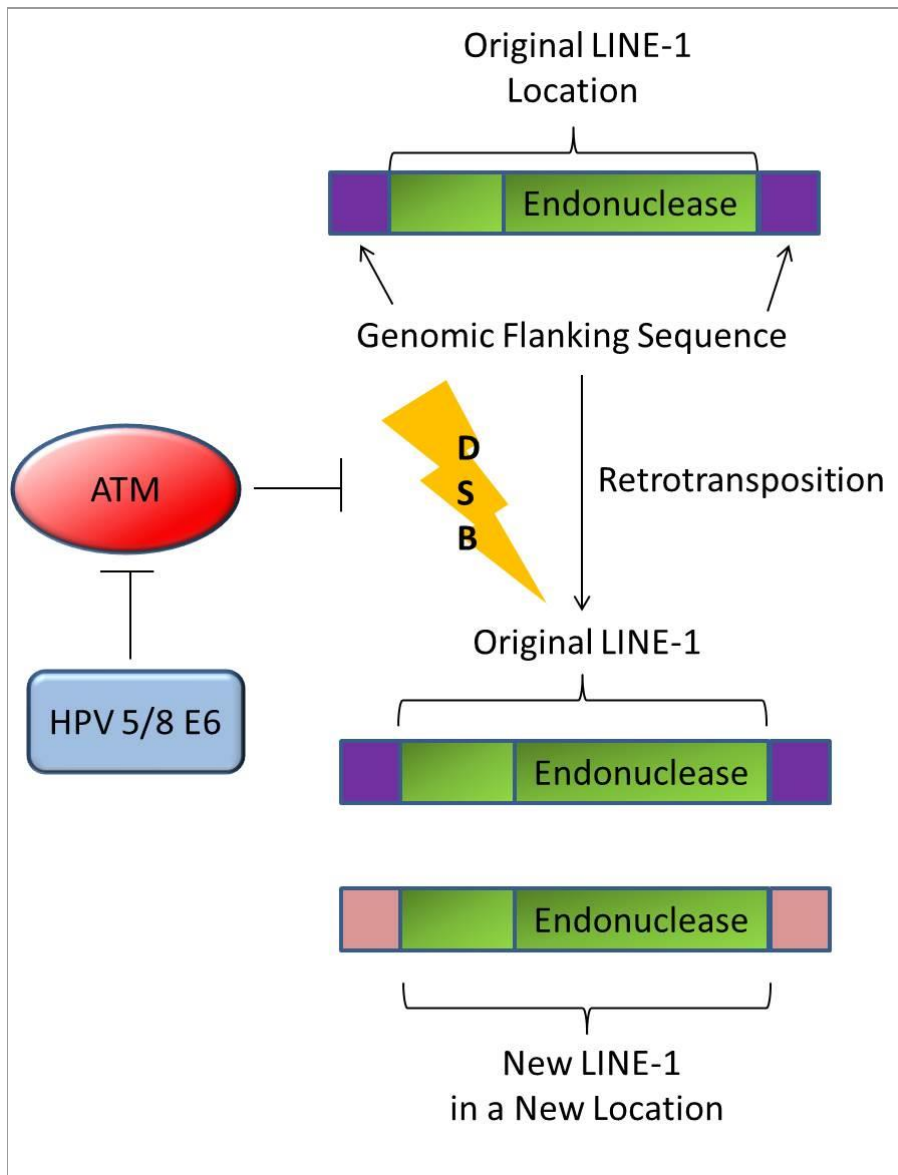 Original LINE-1
Location
Endonuclease
Genomic Flanking Sequence
DSB
ATM
Retrotransposition
Original LINE-1
HPV 5/8 E6
Endonuclease
Endonuclease
New LINE-1
in a New Location